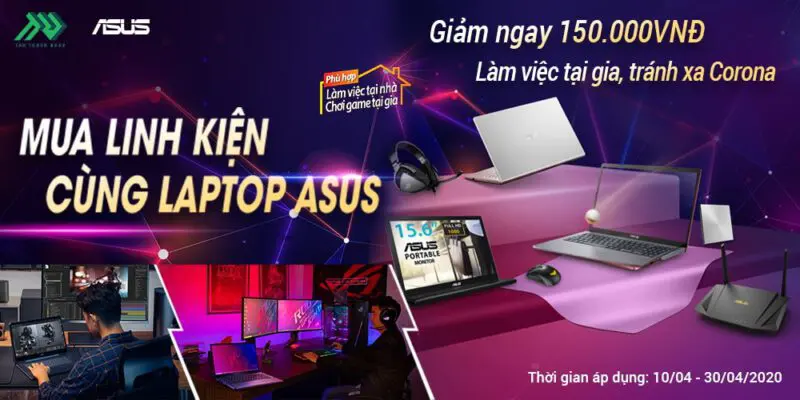 ASUS
Giảm ngay 150.000VNĐ
Làm việc tại gia, tránh xa Corona
Phù hợp
Làm việc tại nhà
Chơi game tại gia
MUA LINH KIỆN
CÙNG LAPTOP ASUS
15.6"
FULL HD
ASUS
PORTABLE
MONITOR
Thời gian áp dụng: 10/04 - 30/04/2020